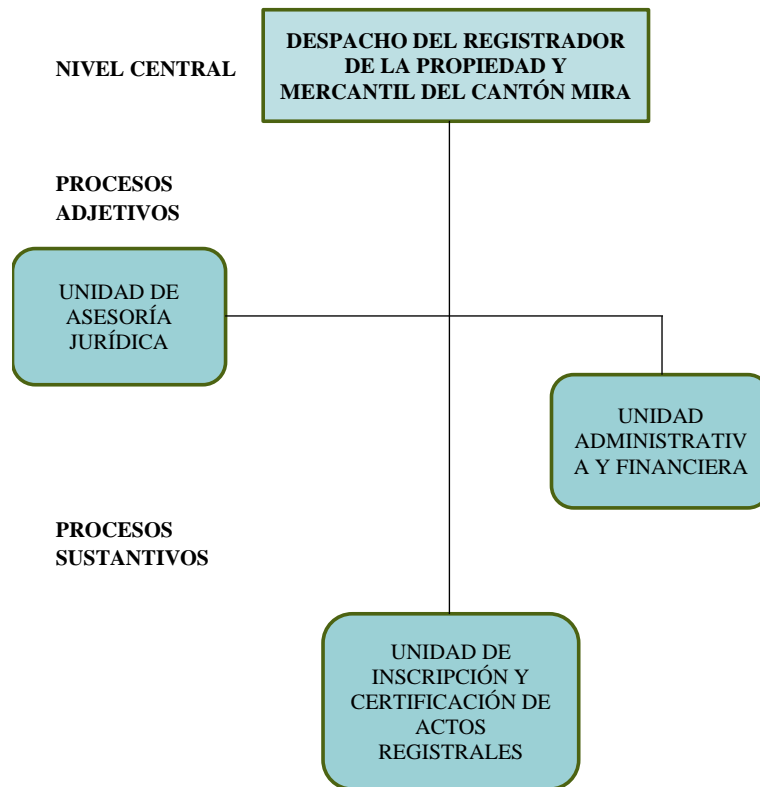 NIVEL CENTRAL
DESPACHO DEL REGISTRADOR
DE LA PROPIEDAD Y
MERCANTIL DEL CANTÓN MIRA
PROCESOS
ADJETIVOS
UNIDAD DE
ASESORÍA
JURÍDICA
UNIDAD
ADMINISTRATIV
A Y FINANCIERA
PROCESOS
SUSTANTIVOS
UNIDAD DE
INSCRIPCIÓN Y
CERTIFICACIÓN DE
ACTOS
REGISTRALES